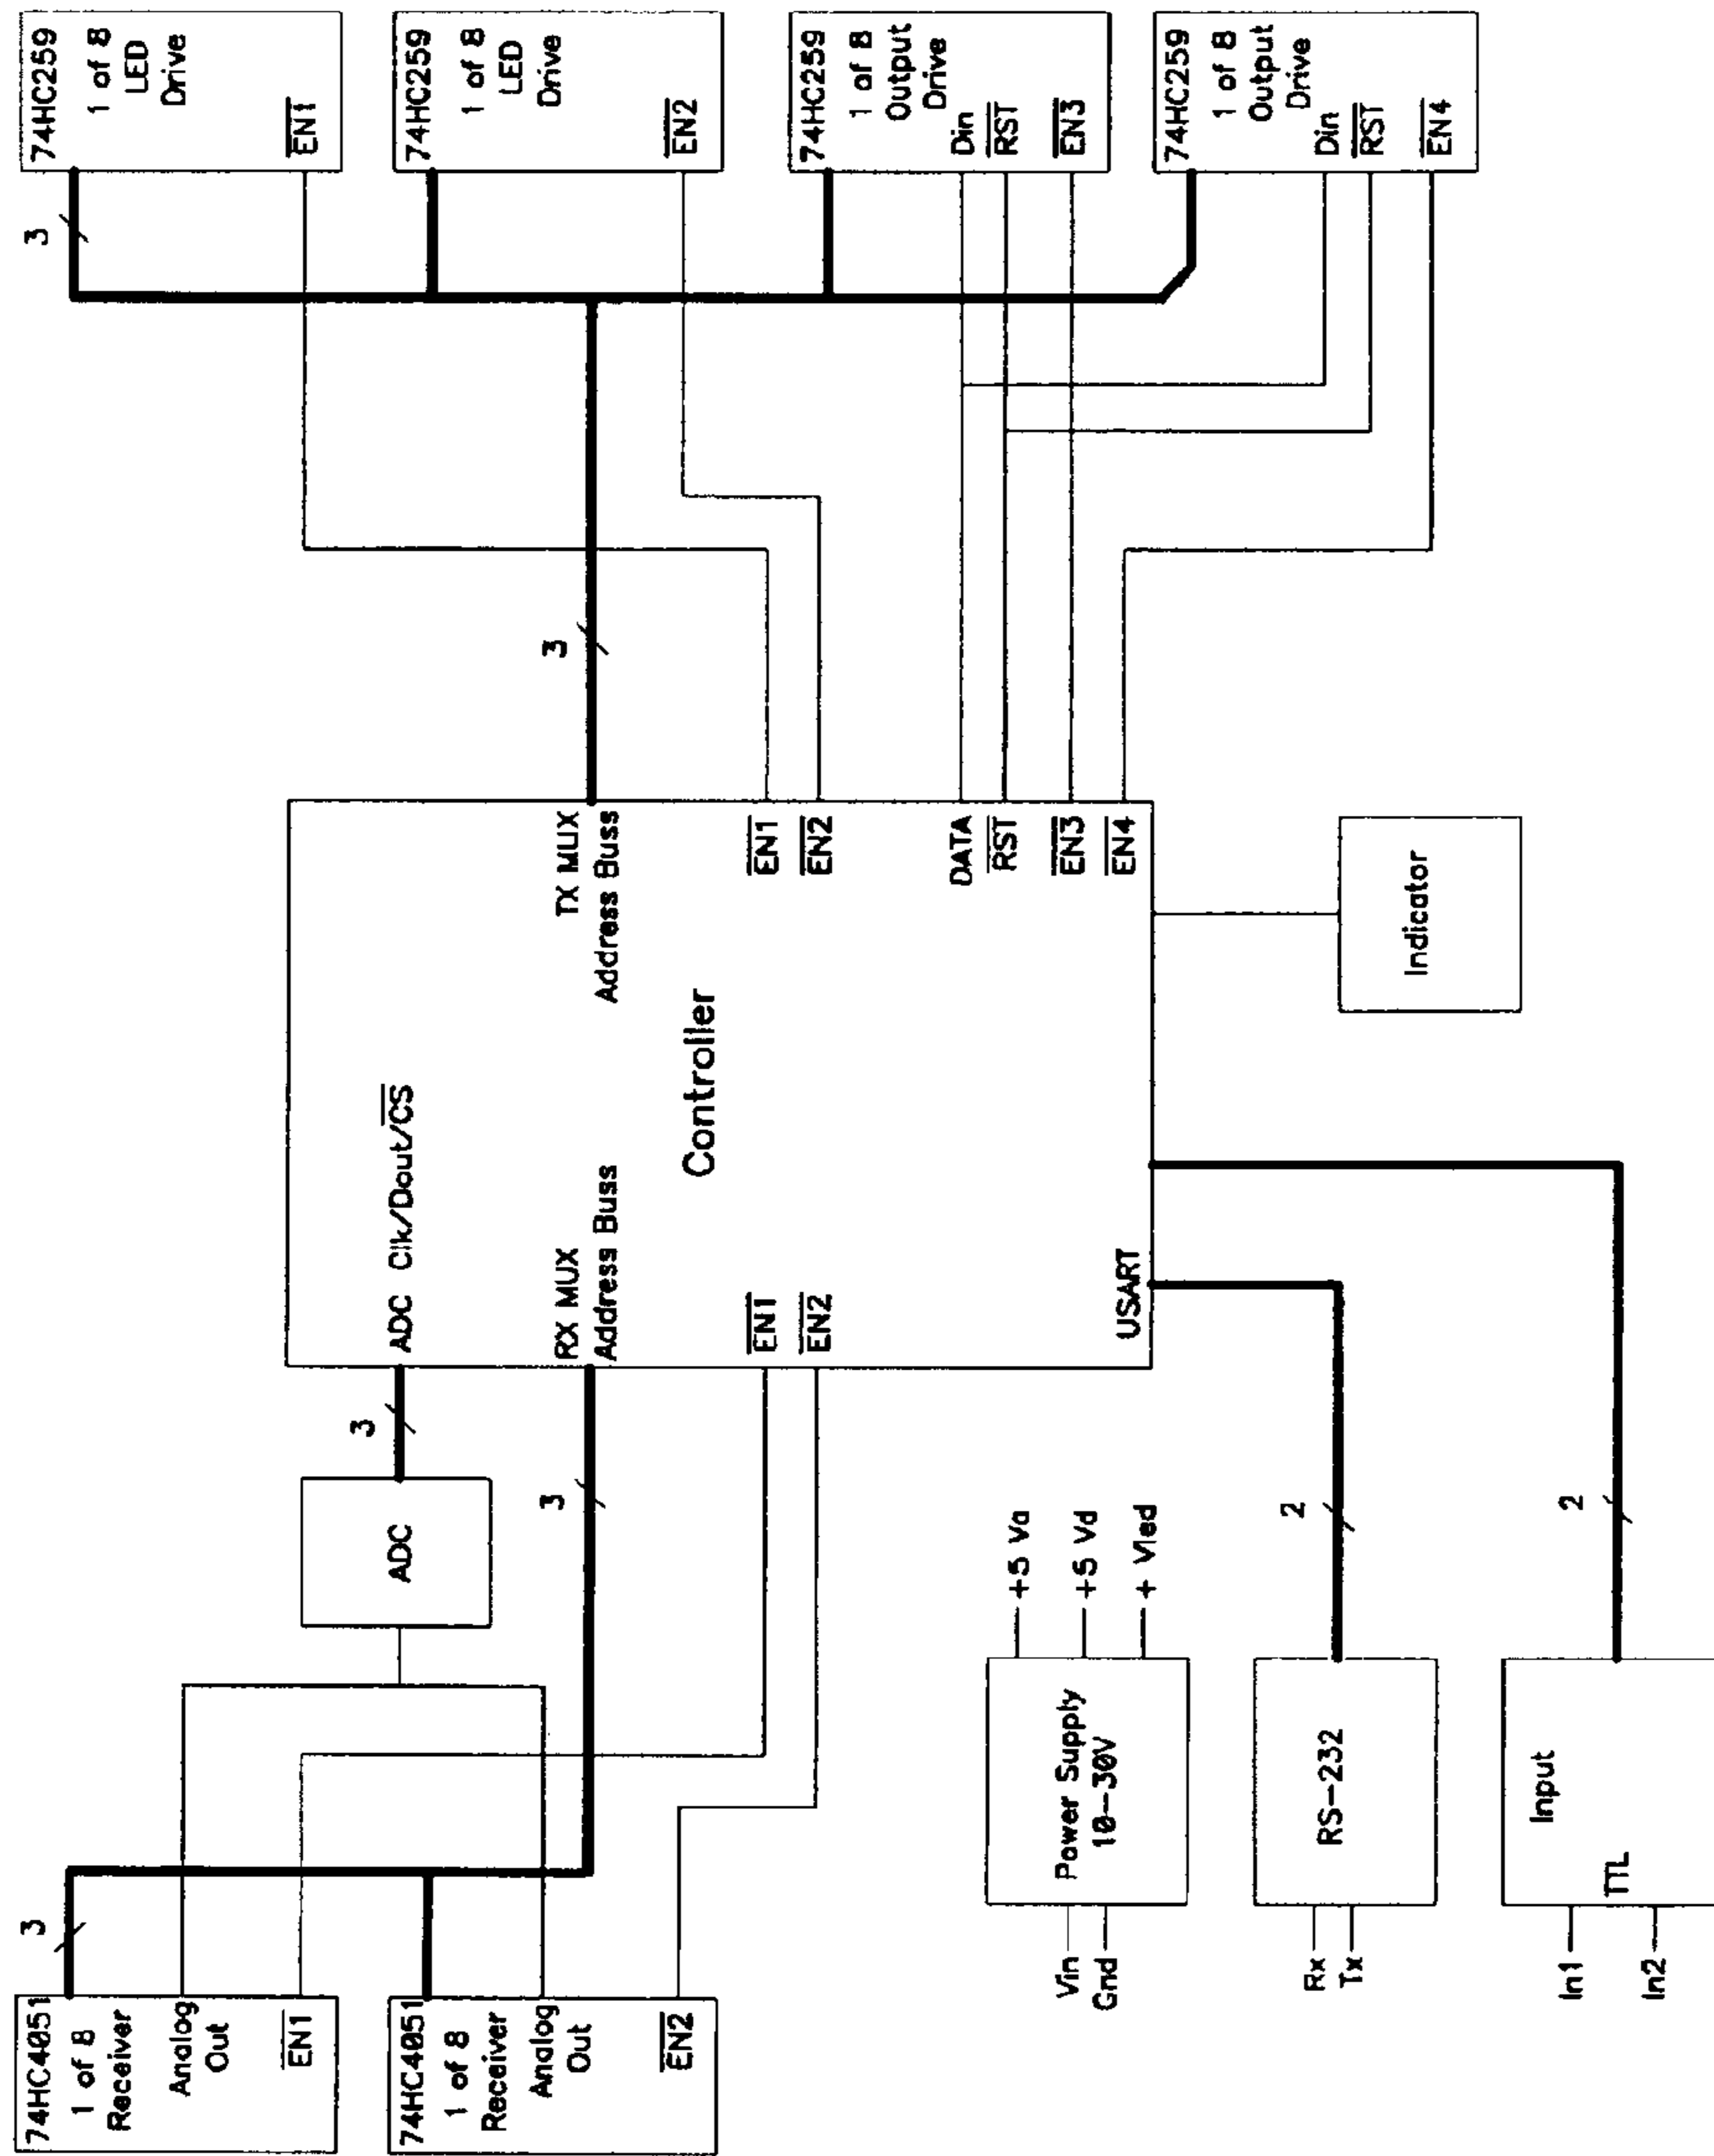 74HC4051
1 of 8
Receiver
Analog
Out
EN1
74HC4051
1 of 8
Receiver
Analog
Out
EN2
3
ADC
3
3
ADC Clk/Dout/CS
RX MUX
Address Buss
EN1
EN2
USART
Controller
TX MUX
Address Buss
EN1
EN2
DATA
RST
EN3
EN4
3
3
74HC259
1 of 8
LED
Drive
EN1
74HC259
1 of 8
LED
Drive
EN2
74HC259
1 of 8
Output
Drive
Din
RST
EN3
74HC259
1 of 8
Output
Drive
Din
RST
EN4
Vin
Gnd
Power Supply
10-30V
+5 Va
+5 Vd
+ Vled
Rx
Tx
RS-232
2
In1
In2
Input
TTL
2
Indicator